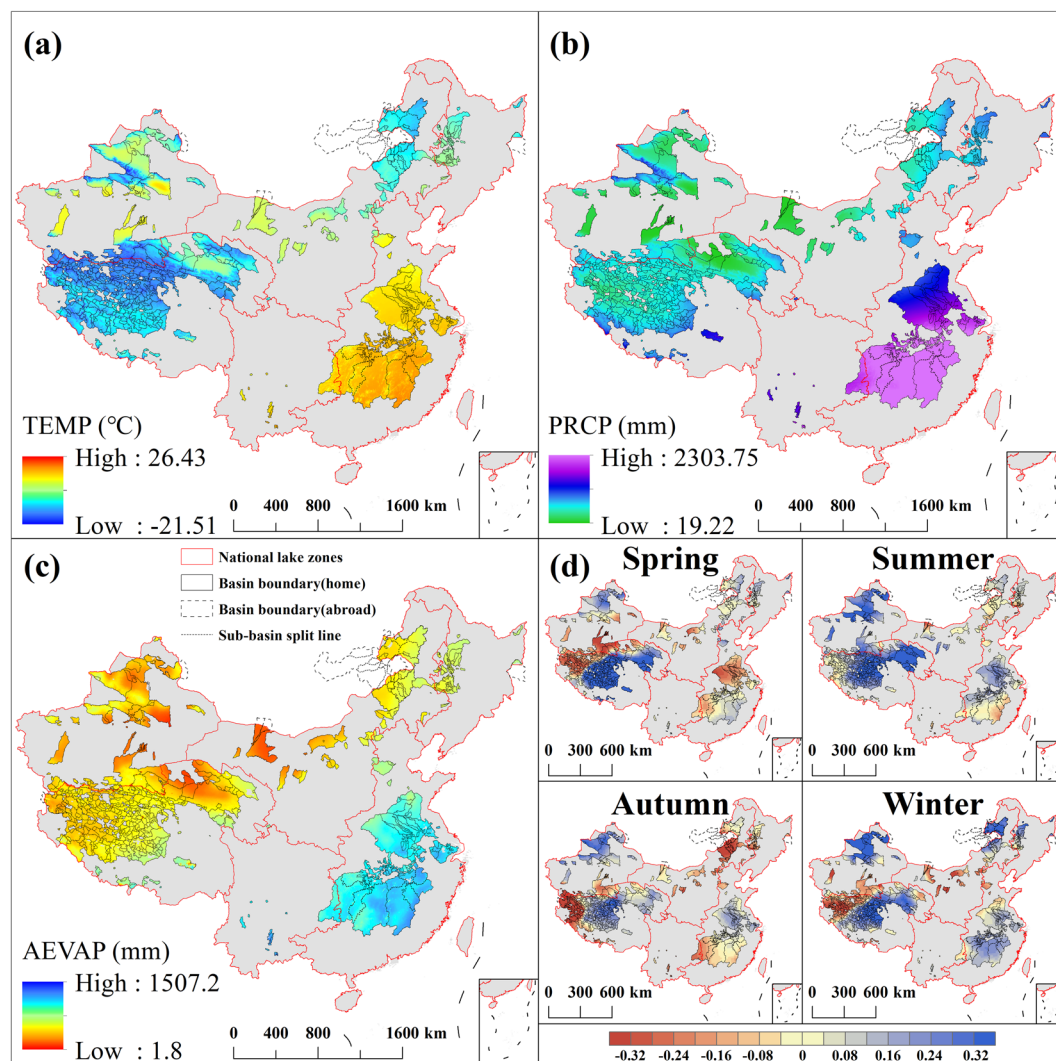 (a)
TEMP (℃)
High : 26.43
Low : -21.51
0 400 800 1600 km
(b)
PRCP (mm)
High : 2303.75
Low : 19.22
0 400 800 1600 km
(c)
National lake zones
Basin boundary(home)
Basin boundary(abroad)
Sub-basin split line
AEVAP (mm)
High : 1507.2
Low : 1.8
0 400 800 1600 km
(d)
Spring
0 300 600 km
Summer
0 300 600 km
Autumn
0 300 600 km
Winter
0 300 600 km
-0.32 -0.24 -0.16 -0.08 0 0.08 0.16 0.24 0.32